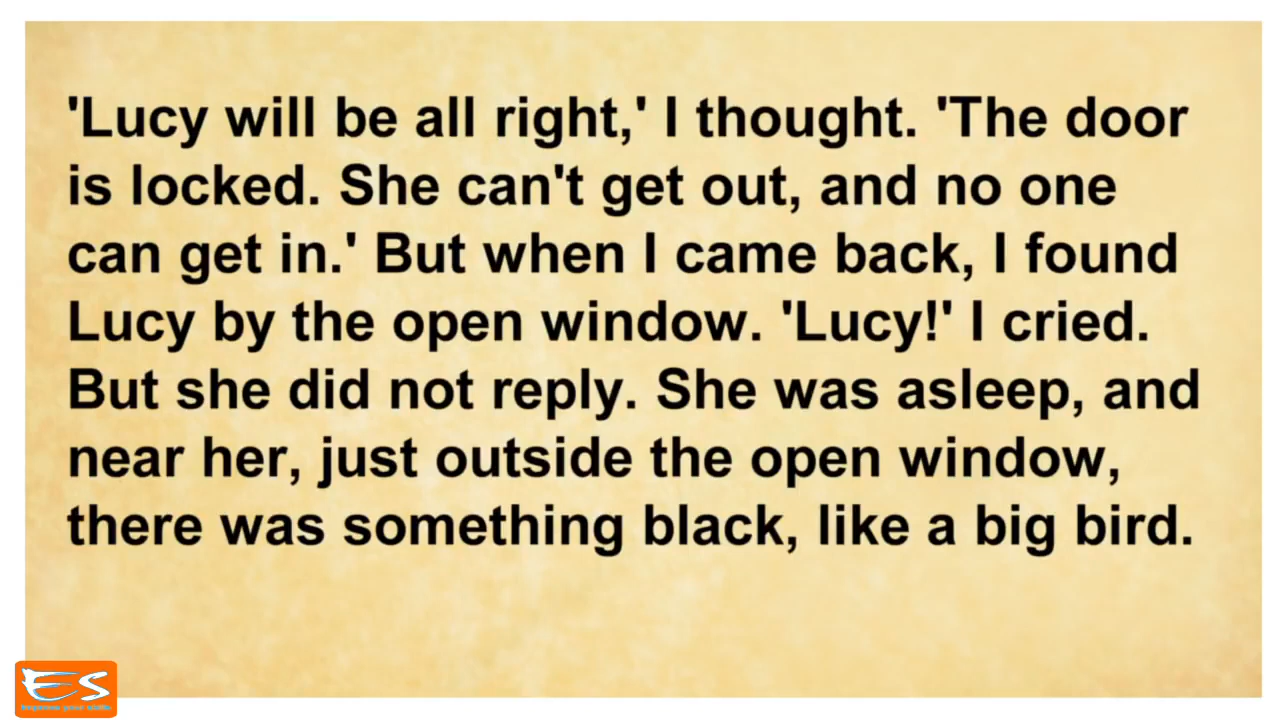 'Lucy will be all right,' I thought. 'The door
is locked. She can't get out, and no one
can get in.' But when I came back, I found
Lucy by the open window. 'Lucy!' I cried.
But she did not reply. She was asleep, and
near her, just outside the open window,
there was something black, like a big bird.
ES